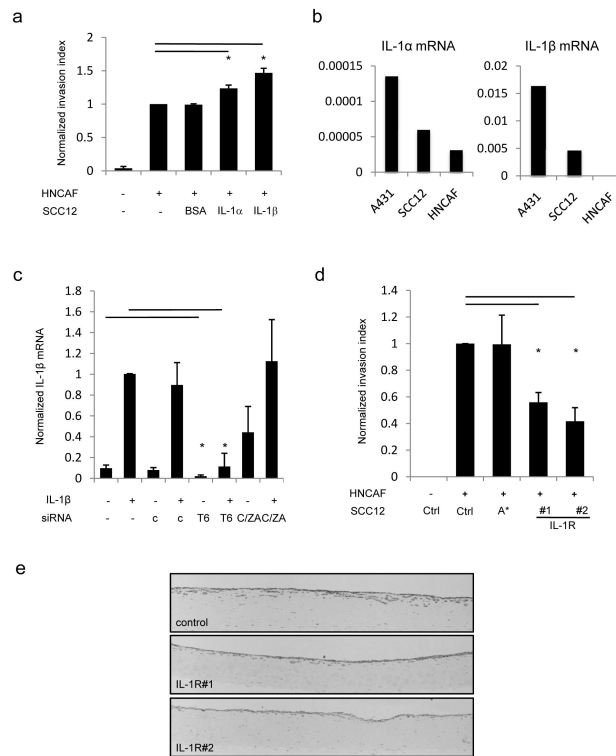 a
Normalized invasion index
2
1.5
1
0.5
0
* *
HNCAF - + + + +
SCC12 - - BSA IL-1α IL-1β
b
IL-1α mRNA
0.00015
0.0001
0.00005
0
A431 SCC12 HNCAF
IL-1β mRNA
0.02
0.015
0.01
0.005
0
A431 SCC12 HNCAF
c
Normalized IL-1β mRNA
1.8
1.6
1.4
1.2
1
0.8
0.6
0.4
0.2
0
* *
IL-1β - + - + - + - +
siRNA - - c c T6 T6 C/ZA C/ZA
d
Normalized invasion index
1.4
1.2
1
0.8
0.6
0.4
0.2
0
* *
HNCAF - + + + +
SCC12 Ctrl Ctrl A* #1 #2
IL-1R
e
control
IL-1R#1
IL-1R#2